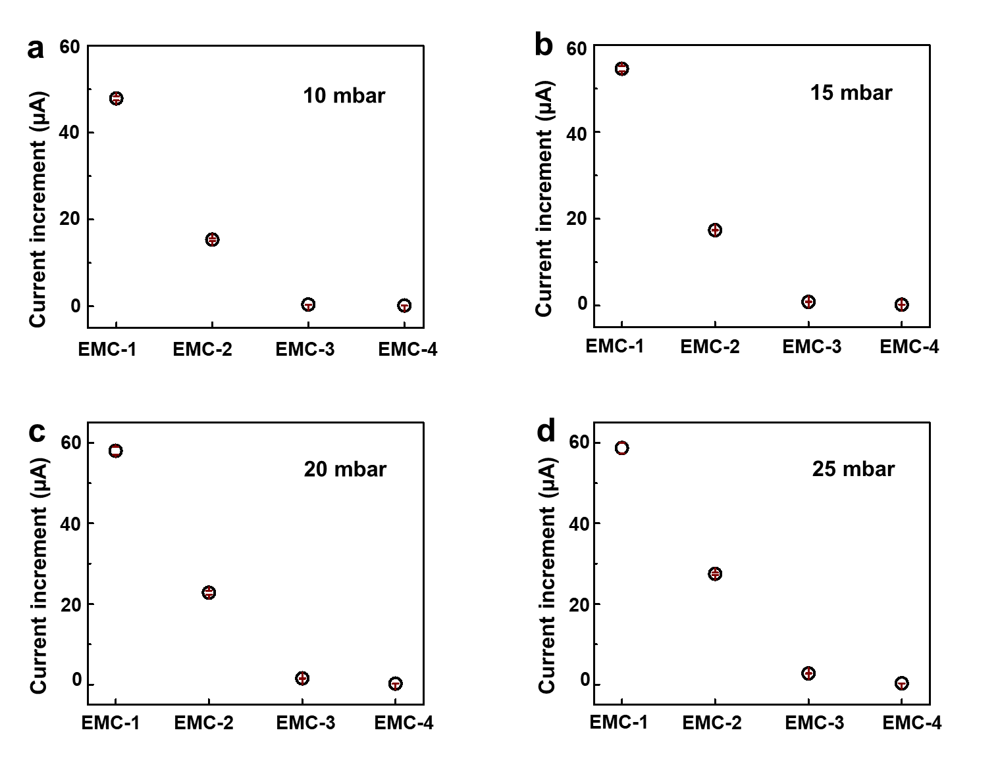 a
60
40
20
0
Current increment (µA)
10 mbar
EMC-1 EMC-2 EMC-3 EMC-4
b
60
40
20
0
Current increment (µA)
15 mbar
EMC-1 EMC-2 EMC-3 EMC-4
c
60
40
20
0
Current increment (µA)
20 mbar
EMC-1 EMC-2 EMC-3 EMC-4
d
60
40
20
0
Current increment (µA)
25 mbar
EMC-1 EMC-2 EMC-3 EMC-4